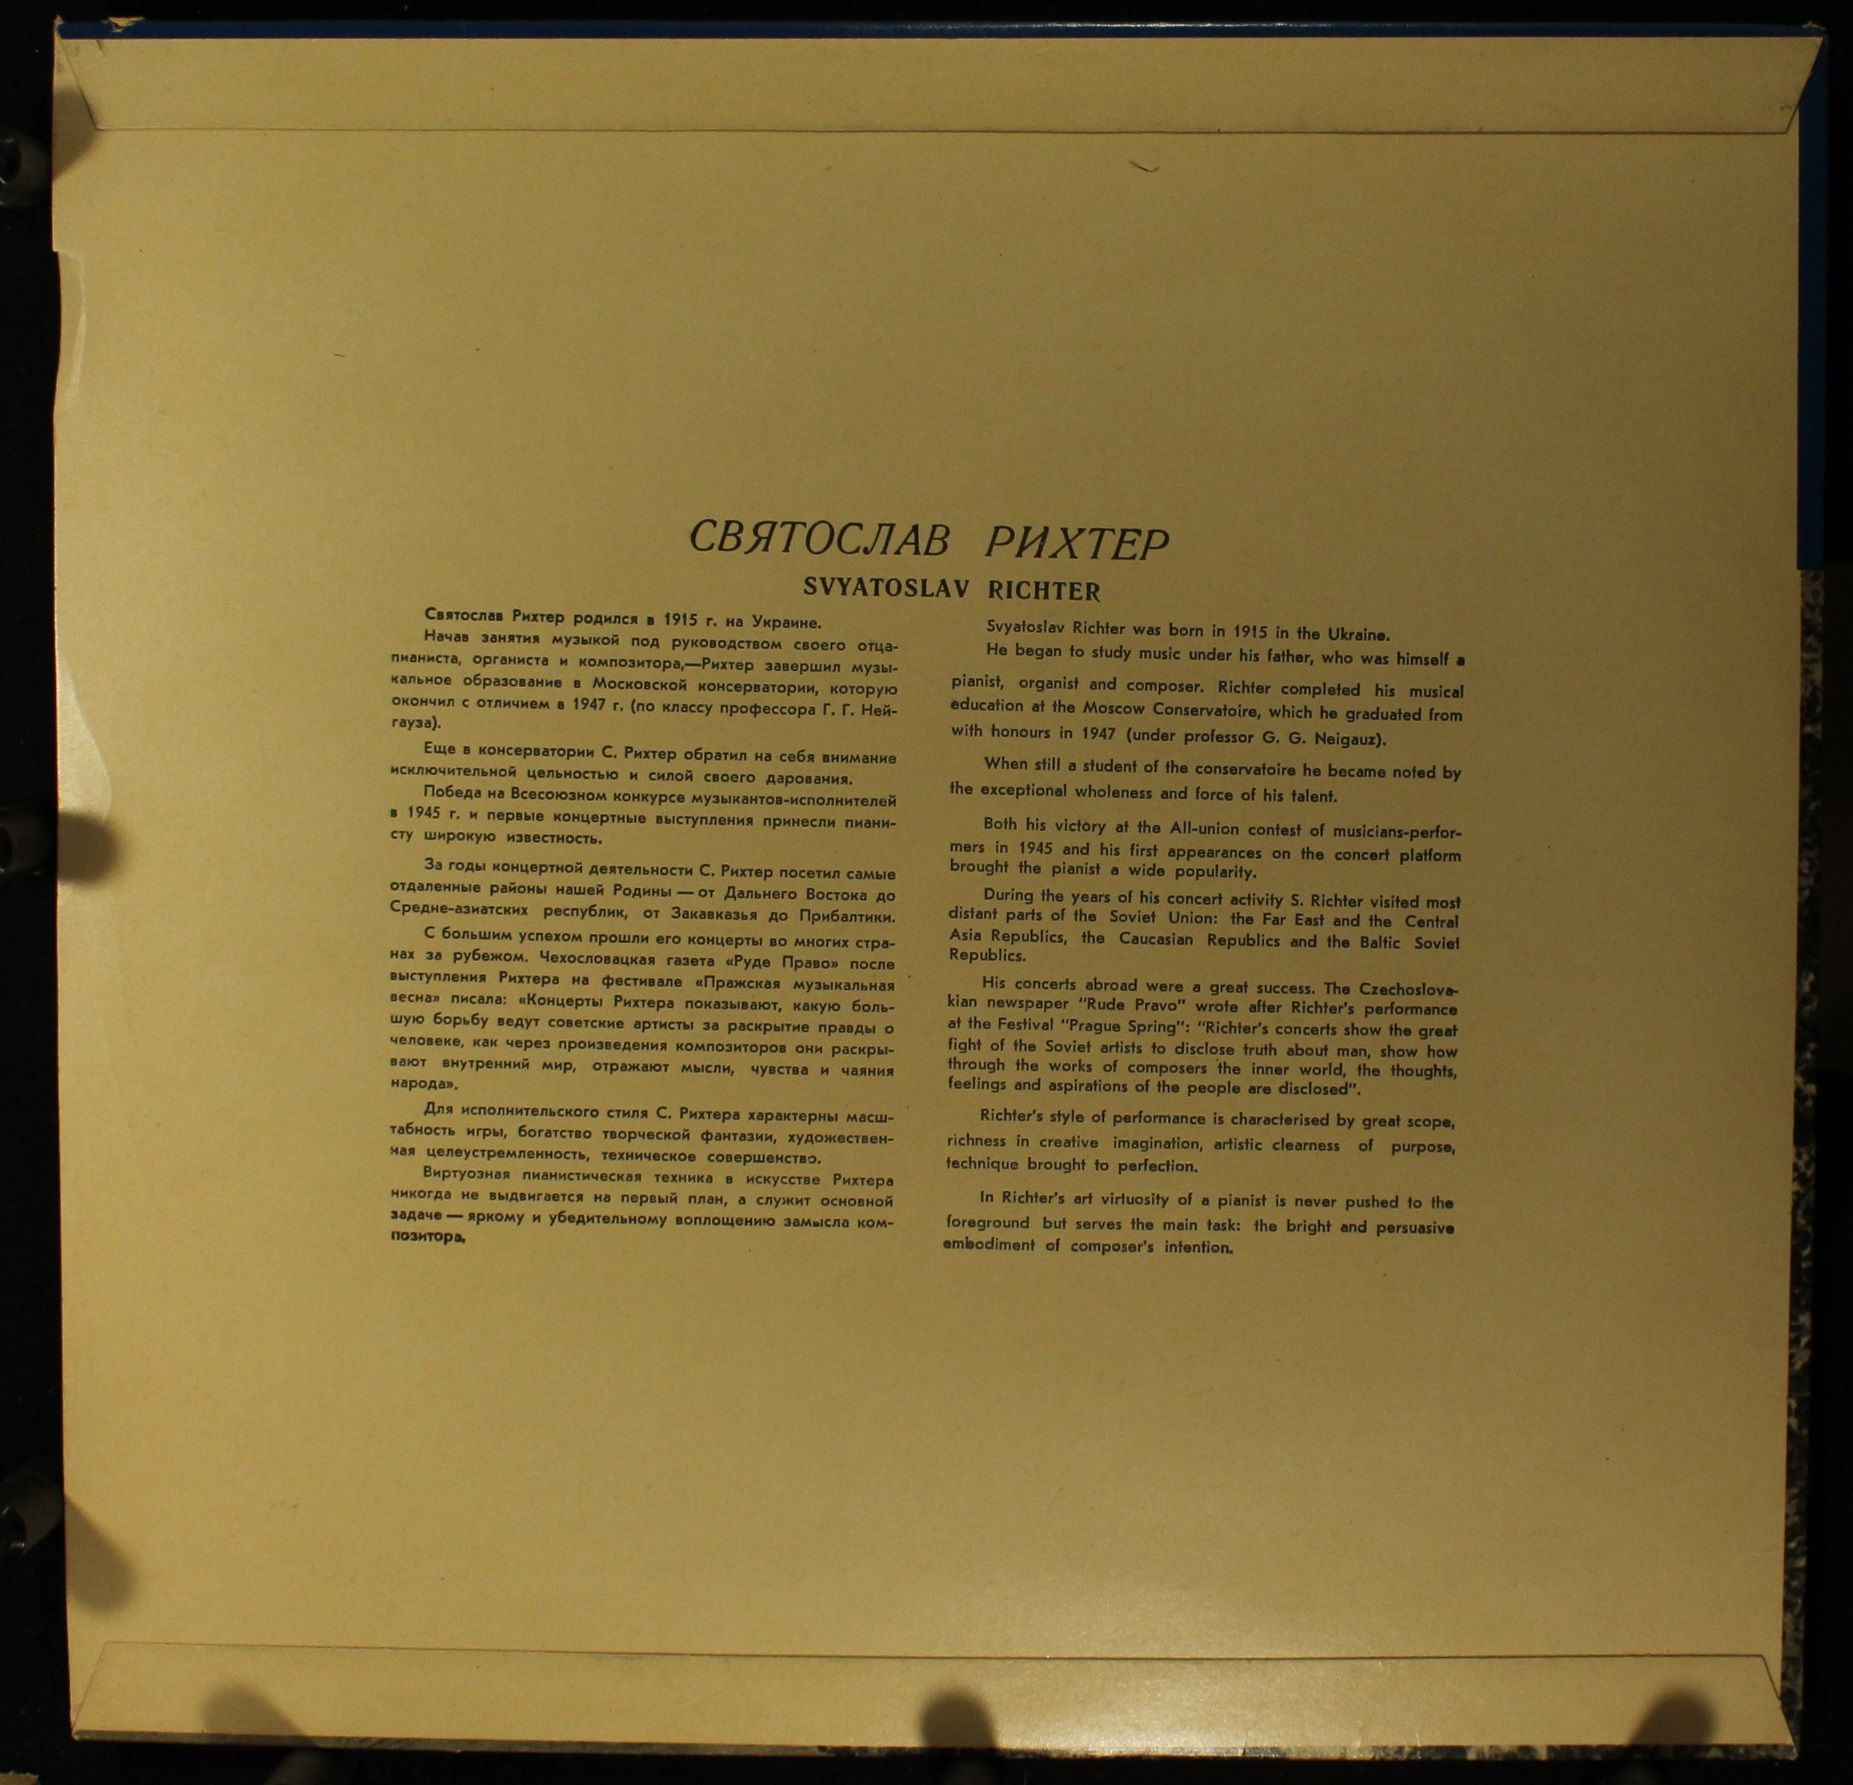 СВЯТОСЛАВ РИХТЕР
SVYATOSLAV RICHTER
Святослав Рихтер родился в 1915 г. на Украине.
Начав занятия музыкой под руководством своего отца-
пианиста, органиста и композитора,—Рихтер завершил музы-
кальное образование в Московской консерватории, которую
окончил с отличием в 1947 г. (по классу профессора Г. Г. Ней-
гауза).
Еще в консерватории С. Рихтер обратил на себя внимание
исключительной цельностью и силой своего дарования.
Победа на Всесоюзном конкурсе музыкантов-исполнителей
в 1945 г. и первые концертные выступления принесли пиани-
сту широкую известность.
За годы концертной деятельности С. Рихтер посетил самые
отдаленные районы нашей Родины — от Дальнего Востока до
Средне-азиатских республик, от Закавказья до Прибалтики.
С большим успехом прошли его концерты во многих стра-
нах за рубежом. Чехословацкая газета «Руде Право» после
выступления Рихтера на фестивале «Пражская музыкальная
весна» писала: «Концерты Рихтера показывают, какую боль-
шую борьбу ведут советские артисты за раскрытие правды о
человеке, как через произведения композиторов они раскры-
вают внутренний мир, отражают мысли, чувства и чаяния
народа».
Для исполнительского стиля С. Рихтера характерны масш-
табность игры, богатство творческой фантазии, художествен-
ная целеустремленность, техническое совершенство.
Виртуозная пианистическая техника в искусстве Рихтера
никогда не выдвигается на первый план, а служит основной
задаче — яркому и убедительному воплощению замысла ком-
позитора.
Svyatoslav Richter was born in 1915 in the Ukraine.
He began to study music under his father, who was himself a
pianist, organist and composer. Richter completed his musical
education at the Moscow Conservatoire, which he graduated from
with honours in 1947 (under professor G. G. Neigauz).
When still a student of the conservatoire he became noted by
the exceptional wholeness and force of his talent.
Both his victory at the All-union contest of musicians-perfor-
mers in 1945 and his first appearances on the concert platform
brought the pianist a wide popularity.
During the years of his concert activity S. Richter visited most
distant parts of the Soviet Union: the Far East and the Central
Asia Republics, the Caucasian Republics and the Baltic Soviet
Republics.
His concerts abroad were a great success. The Czechoslova-
kian newspaper “Rude Pravo” wrote after Richter's performance
at the Festival “Prague Spring”: “Richter's concerts show the great
fight of the Soviet artists to disclose truth about man, show how
through the works of composers the inner world, the thoughts,
feelings and aspirations of the people are disclosed”.
Richter's style of performance is characterised by great scope,
richness in creative imagination, artistic clearness of purpose,
technique brought to perfection.
In Richter's art virtuosity of a pianist is never pushed to the
foreground but serves the main task: the bright and persuasive
embodiment of composer's intention.